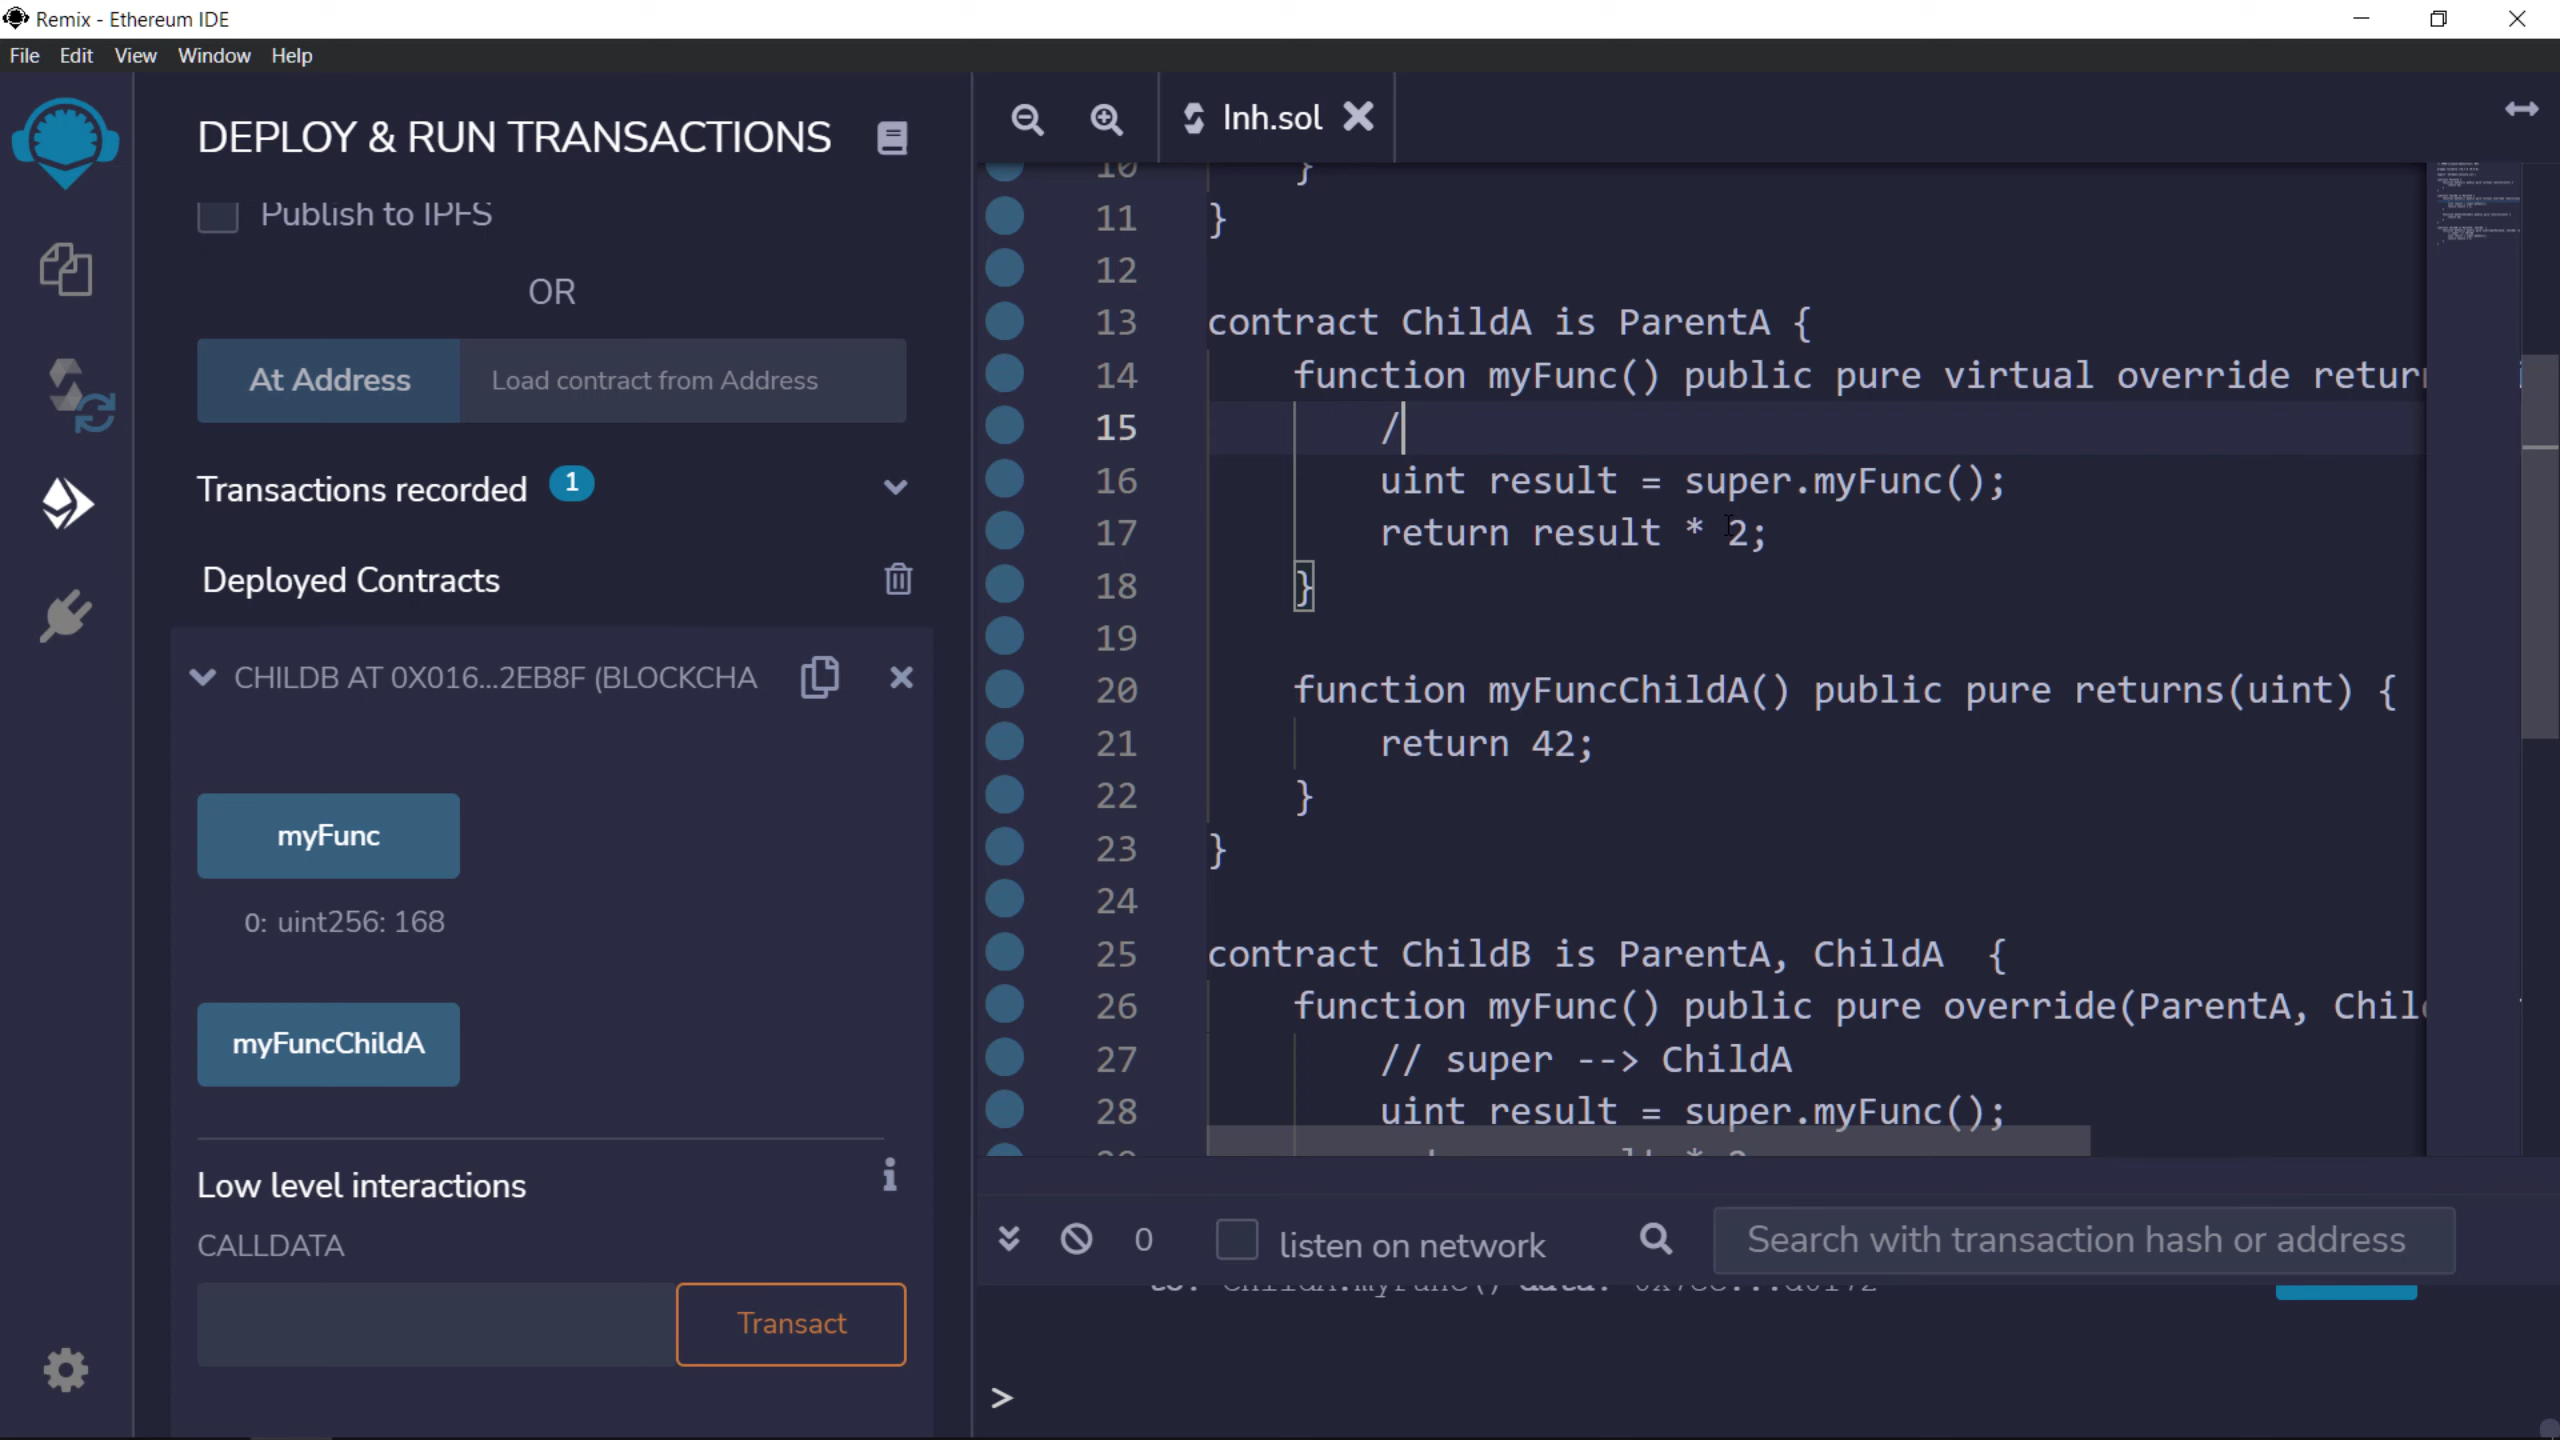 Remix - Ethereum IDE
File Edit View Window Help
DEPLOY & RUN TRANSACTIONS
Publish to IPFS
OR
At Address Load contract from Address
Transactions recorded 1
Deployed Contracts
CHILDB AT 0X016...2EB8F (BLOCKCHA
myFunc
0: uint256: 168
myFuncChildA
Low level interactions
CALLDATA
Transact
Inh.sol
10 }
11 }
12
13 contract ChildA is ParentA {
14 function myFunc() public pure virtual override return
15 /
16 uint result = super.myFunc();
17 return result * 2;
18 }
19
20 function myFuncChildA() public pure returns(uint) {
21 return 42;
22 }
23 }
24
25 contract ChildB is ParentA, ChildA {
26 function myFunc() public pure override(ParentA, Chil
27 // super --> ChildA
28 uint result = super.myFunc();
0 listen on network Search with transaction hash or address
>